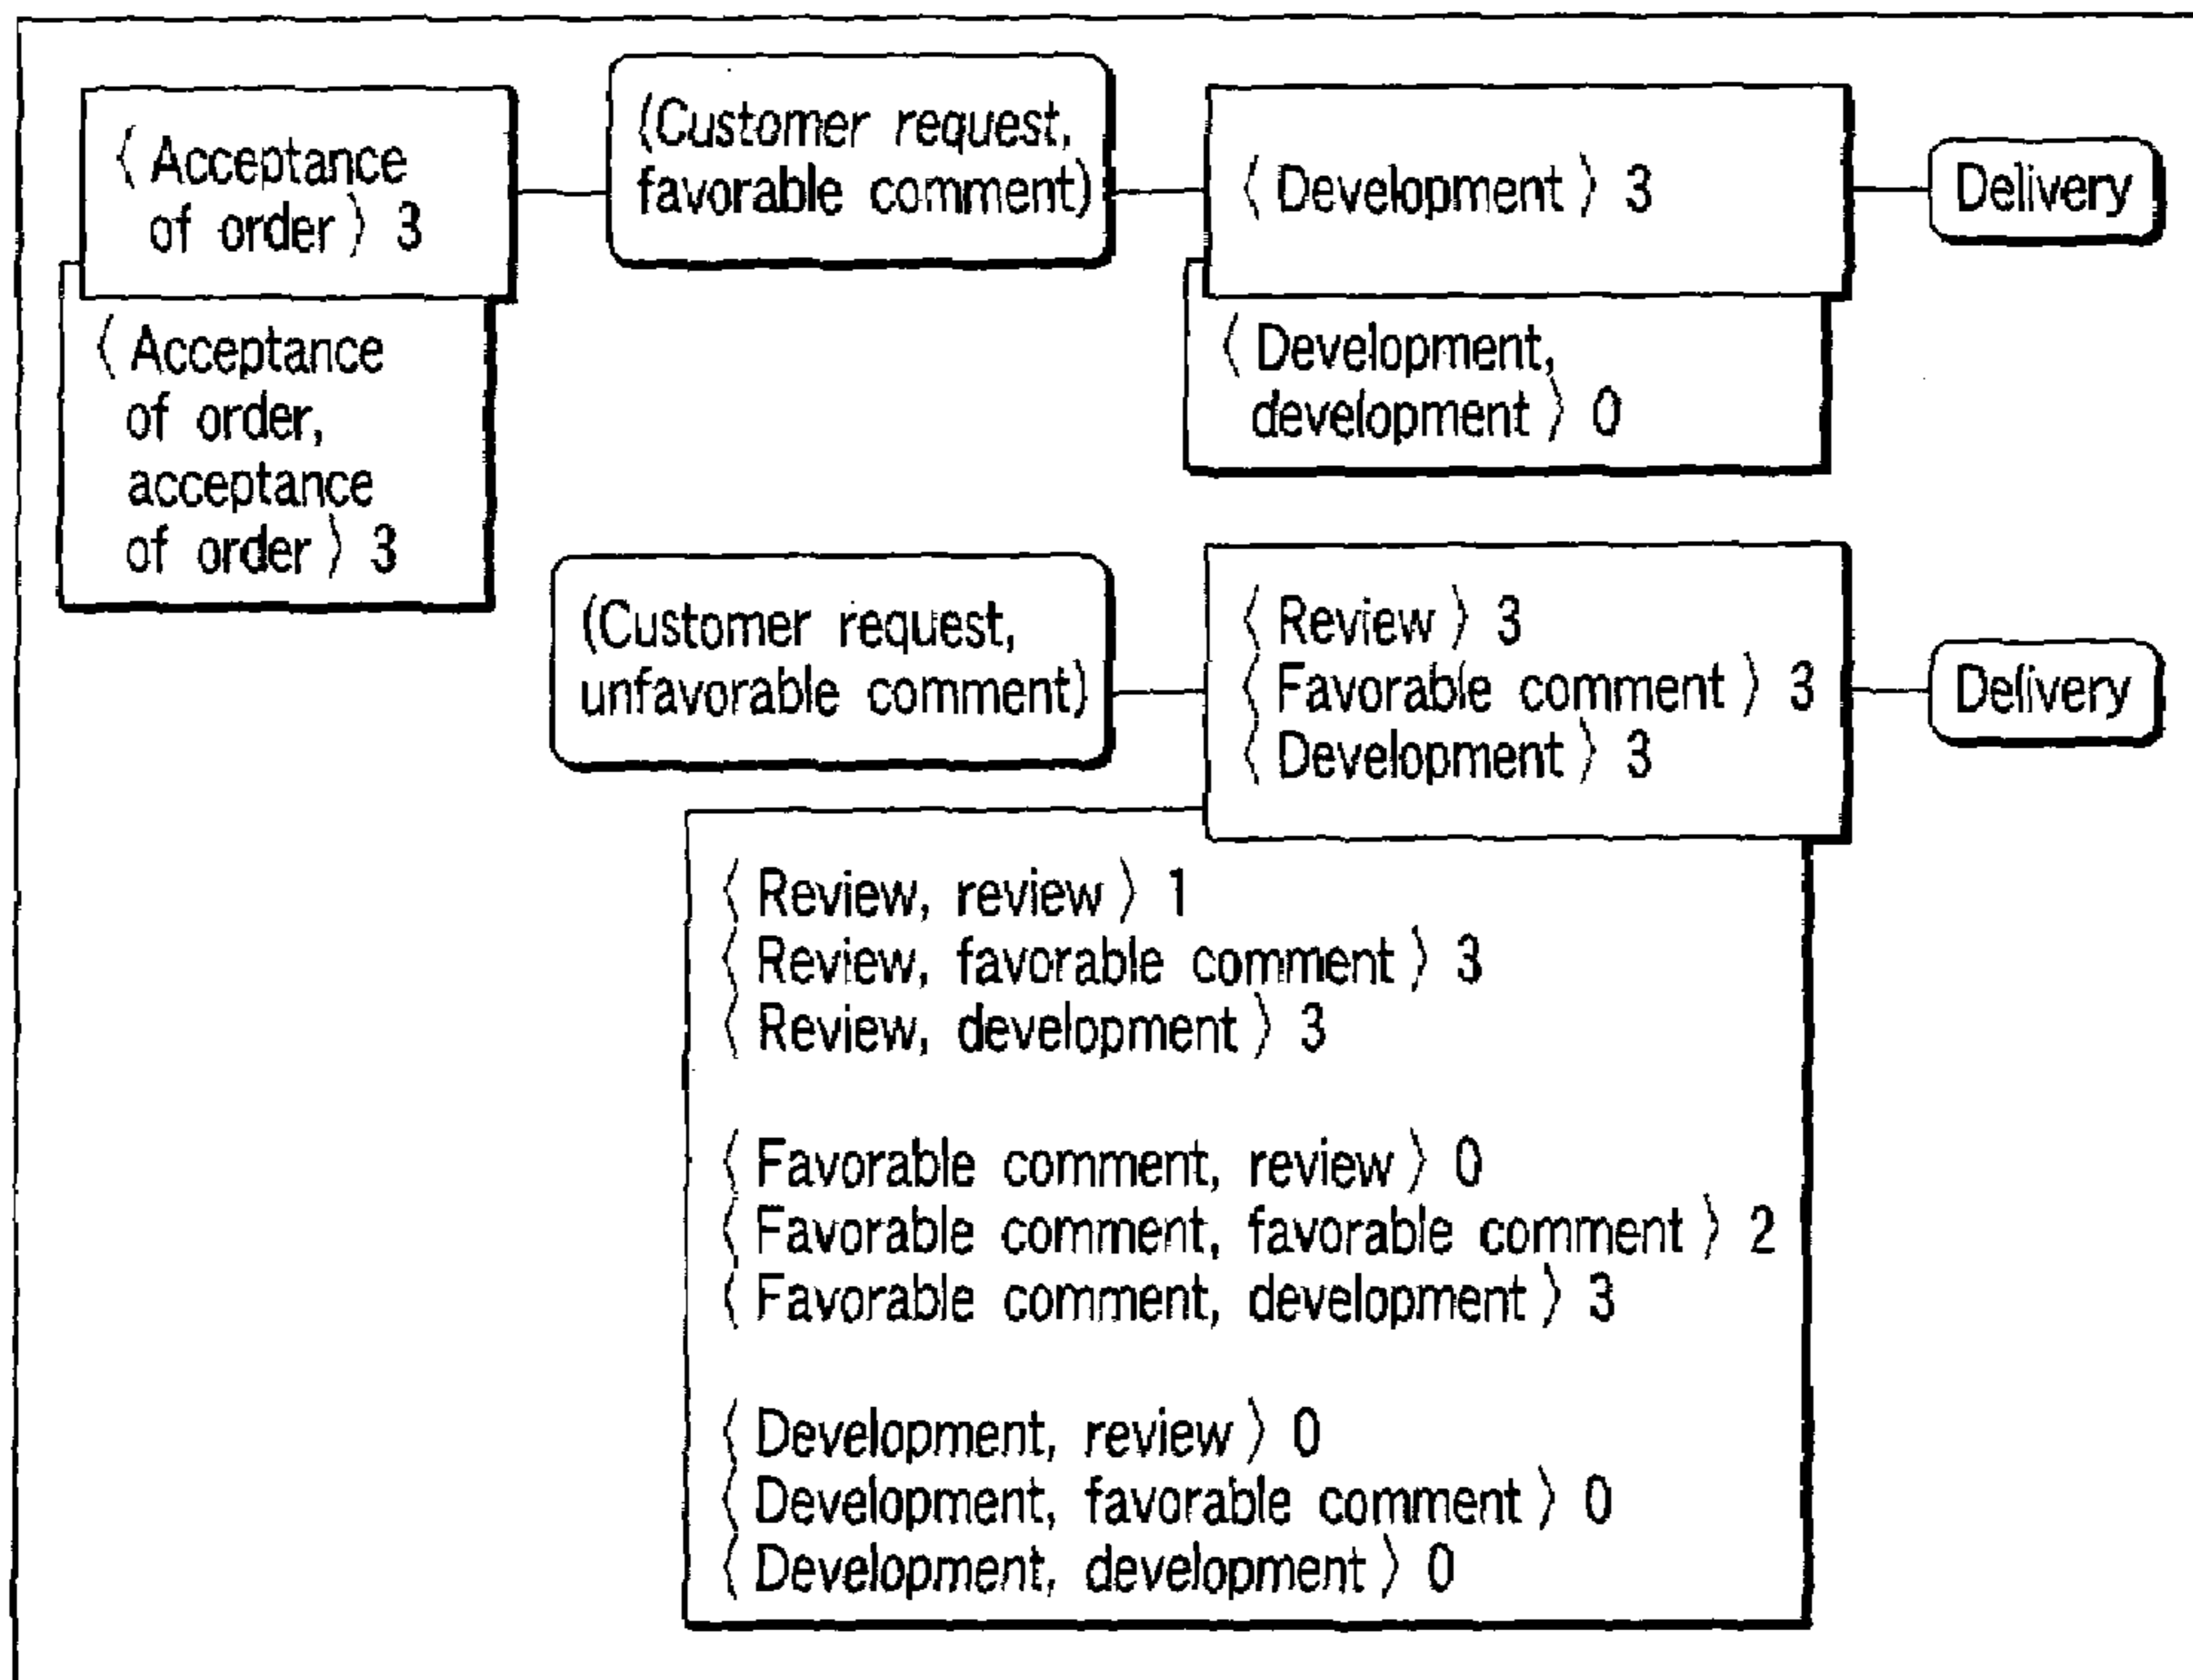 ⟨ Acceptance
of order ⟩ 3
⟨ Acceptance
of order,
acceptance
of order ⟩ 3
(Customer request,
favorable comment)
⟨ Development ⟩ 3
⟨ Development,
development ⟩ 0
Delivery
(Customer request,
unfavorable comment)
⟨ Review ⟩ 3
⟨ Favorable comment ⟩ 3
⟨ Development ⟩ 3
Delivery
⟨ Review, review ⟩ 1
⟨ Review, favorable comment ⟩ 3
⟨ Review, development ⟩ 3
⟨ Favorable comment, review ⟩ 0
⟨ Favorable comment, favorable comment ⟩ 2
⟨ Favorable comment, development ⟩ 3
⟨ Development, review ⟩ 0
⟨ Development, favorable comment ⟩ 0
⟨ Development, development ⟩ 0